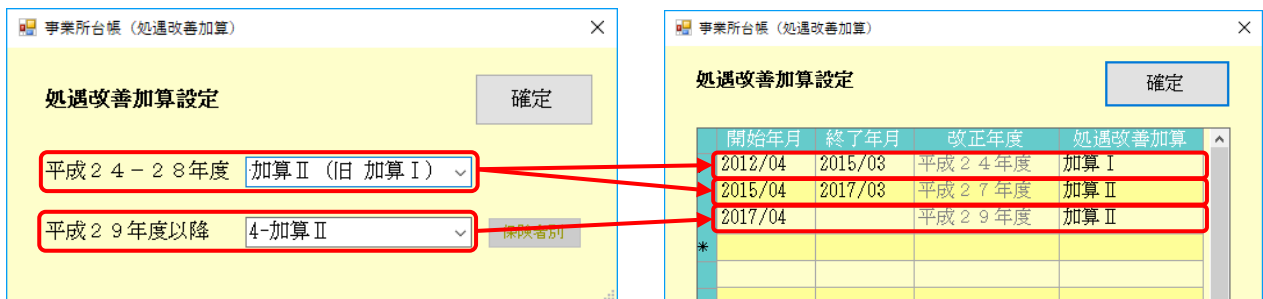 事業所台帳（処遇改善加算）
処遇改善加算設定
確定
平成２４－２８年度 加算Ⅱ（旧 加算Ⅰ）
平成２９年度以降 4-加算Ⅱ 保険者別
事業所台帳（処遇改善加算）
処遇改善加算設定
確定
開始年月 終了年月 改正年度 処遇改善加算
2012/04 2015/03 平成２４年度 加算Ⅰ
2015/04 2017/03 平成２７年度 加算Ⅱ
2017/04 平成２９年度 加算Ⅱ
*